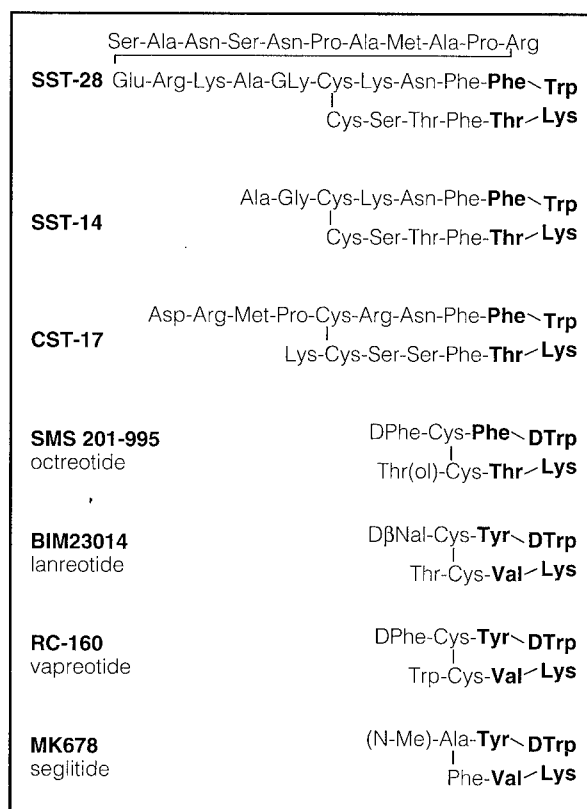 Ser-Ala-Asn-Ser-Asn-Pro-Ala-Met-Ala-Pro-Arg
SST-28 Glu-Arg-Lys-Ala-GLy-Cys-Lys-Asn-Phe-Phe Trp
Cys-Ser-Thr-Phe-Thr Lys
SST-14 Ala-Gly-Cys-Lys-Asn-Phe-Phe Trp
Cys-Ser-Thr-Phe-Thr Lys
CST-17 Asp-Arg-Met-Pro-Cys-Arg-Asn-Phe-Phe Trp
Lys-Cys-Ser-Ser-Phe-Thr Lys
SMS 201-995 DPhe-Cys-Phe DTrp
octreotide Thr(ol)-Cys-Thr Lys
BIM23014 DβNal-Cys-Tyr DTrp
lanreotide Thr-Cys-Val Lys
RC-160 DPhe-Cys-Tyr DTrp
vapreotide Trp-Cys-Val Lys
MK678 (N-Me)-Ala-Tyr DTrp
seglitide Phe-Val Lys